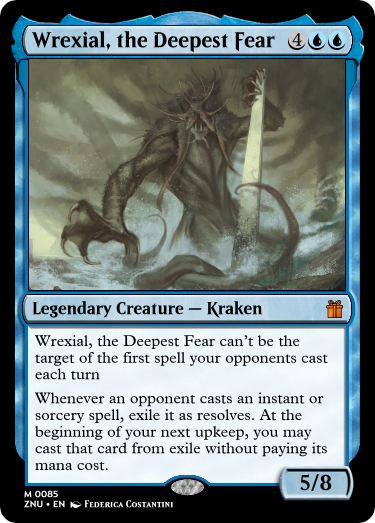 Wrexial, the Deepest Fear 4
Legendary Creature — Kraken
Wrexial, the Deepest Fear can't be the
target of the first spell your opponents cast
each turn
Whenever an opponent casts an instant or
sorcery spell, exile it as resolves. At the
beginning of your next upkeep, you may
cast that card from exile without paying its
mana cost.
5/8
M 0085
ZNU • EN Federica Costantini